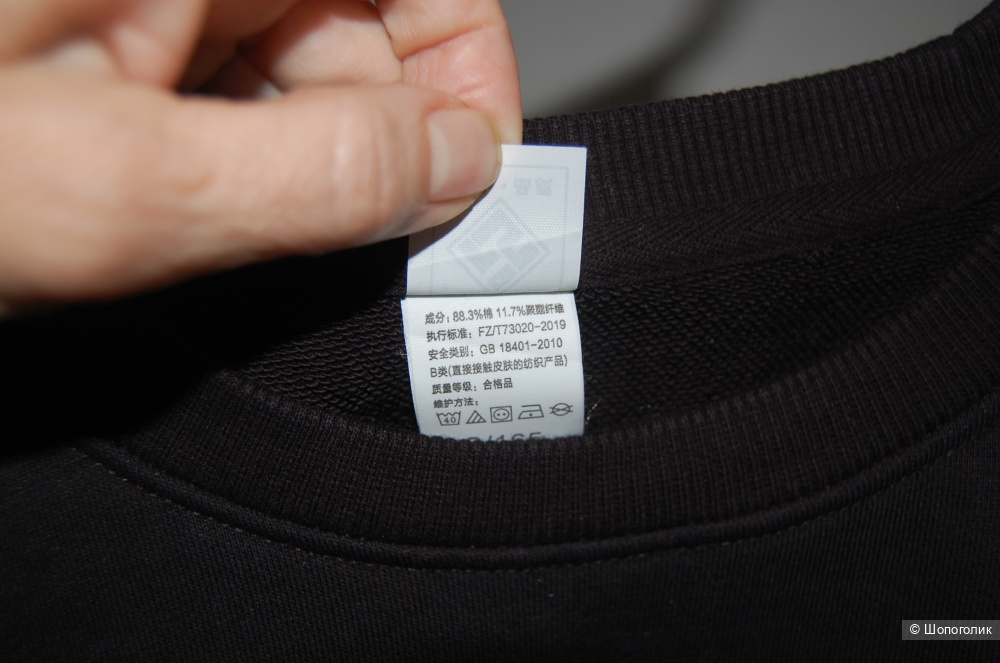 成分：88.3%棉 11.7%聚酯纤维
执行标准：FZ/T73020-2019
安全类别：GB 18401-2010
B类(直接接触皮肤的纺织产品)
质量等级：合格品
维护方法：
40
/165
© Шопоголик